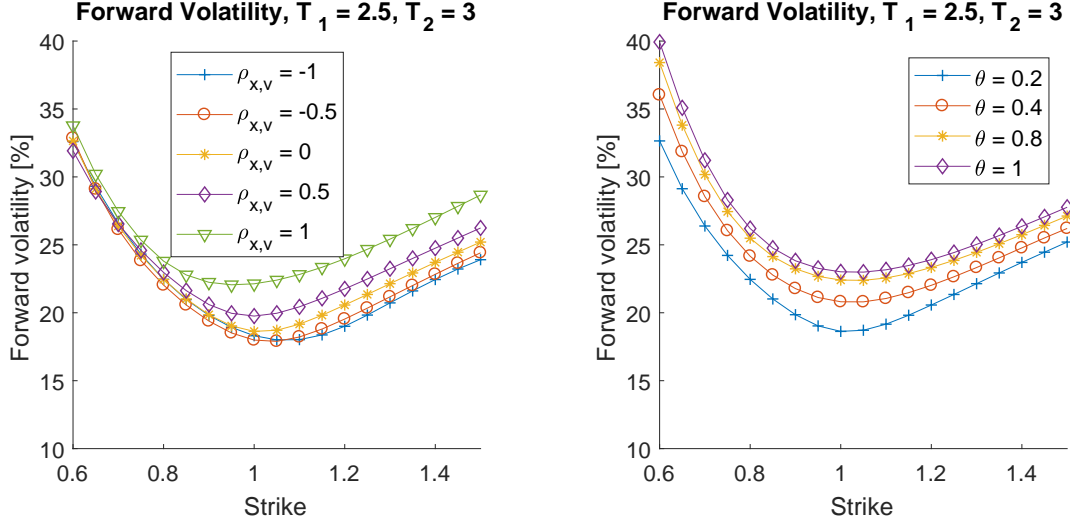 Forward Volatility, T 1 = 2.5, T 2 = 3
Forward volatility [%]
40
35
30
25
20
15
10
0.6
0.8
1
1.2
1.4
Strike
ρx,v = -1
ρx,v = -0.5
ρx,v = 0
ρx,v = 0.5
ρx,v = 1
Forward Volatility, T 1 = 2.5, T 2 = 3
Forward volatility [%]
40
35
30
25
20
15
10
0.6
0.8
1
1.2
1.4
Strike
θ = 0.2
θ = 0.4
θ = 0.8
θ = 1